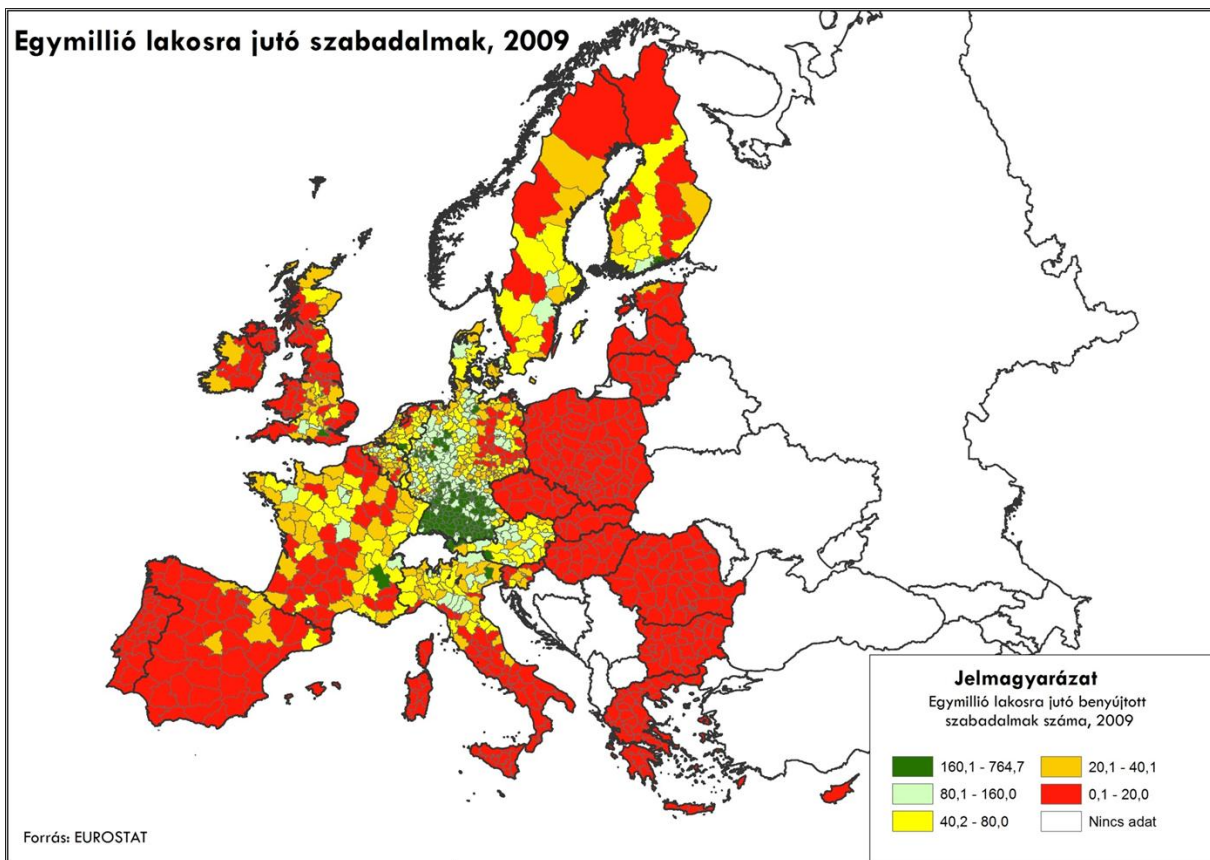 Egymillió lakosra jutó szabadalmak, 2009
Jelmagyarázat
Egymillió lakosra jutó benyújtott
szabadalmak száma, 2009
160,1 - 764,7
80,1 - 160,0
40,2 - 80,0
20,1 - 40,1
0,1 - 20,0
Nincs adat
Forrás: EUROSTAT